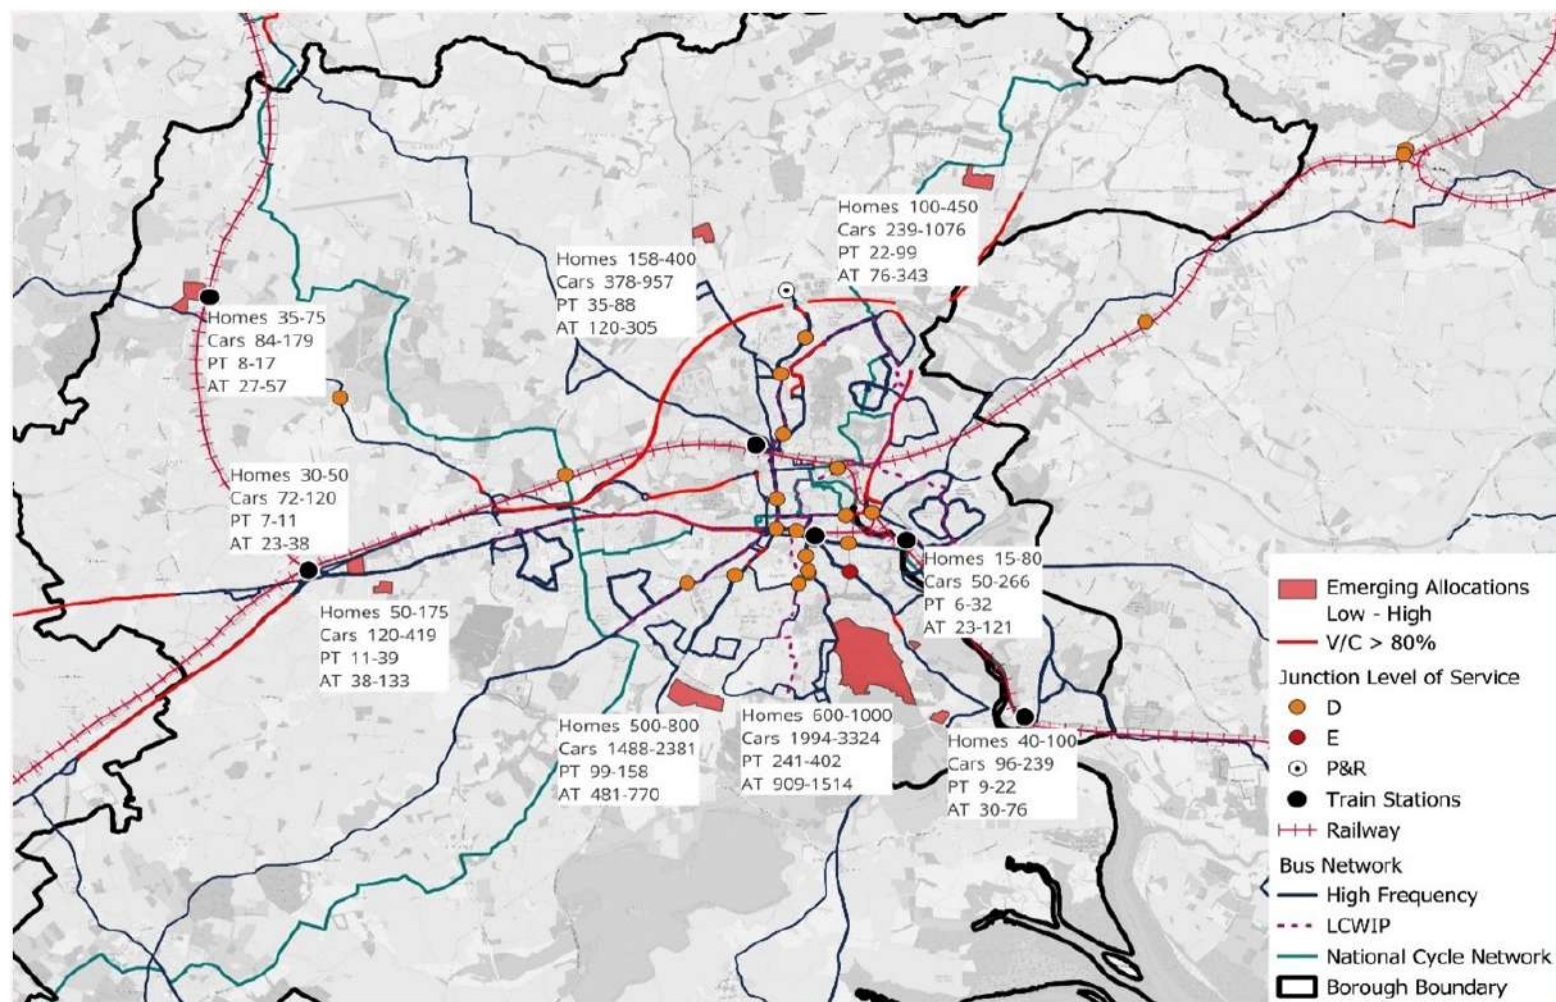 Homes 100-450
Cars 239-1076
PT 22-99
AT 76-343
Homes 158-400
Cars 378-957
PT 35-88
AT 120-305
Homes 35-75
Cars 84-179
PT 8-17
AT 27-57
Homes 30-50
Cars 72-120
PT 7-11
AT 23-38
Homes 15-80
Cars 50-266
PT 6-32
AT 23-121
Homes 50-175
Cars 120-419
PT 11-39
AT 38-133
Homes 500-800
Cars 1488-2381
PT 99-158
AT 481-770
Homes 600-1000
Cars 1994-3324
PT 241-402
AT 909-1514
Homes 40-100
Cars 96-239
PT 9-22
AT 30-76
Emerging Allocations
Low - High
V/C > 80%
Junction Level of Service
D
E
P&R
Train Stations
Railway
Bus Network
High Frequency
LCWIP
National Cycle Network
Borough Boundary